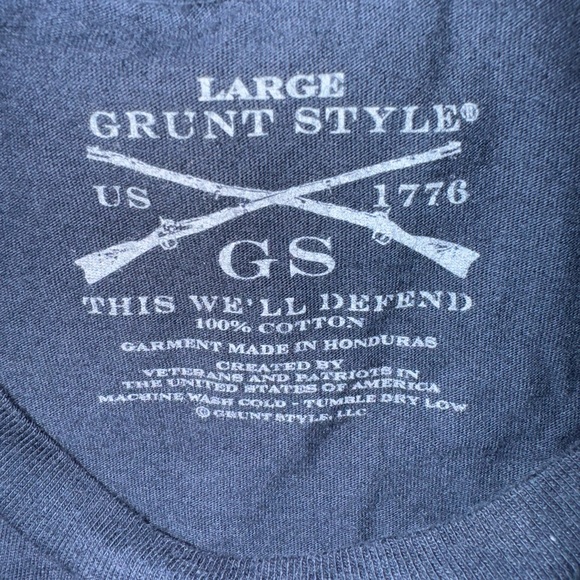 LARGE
GRUNT STYLE®
US 1776
GS
THIS WE'LL DEFEND
100% COTTON
GARMENT MADE IN HONDURAS
CREATED BY
VETERANS AND PATRIOTS IN
THE UNITED STATES OF AMERICA
MACHINE WASH COLD - TUMBLE DRY LOW
© GRUNT STYLE, LLC